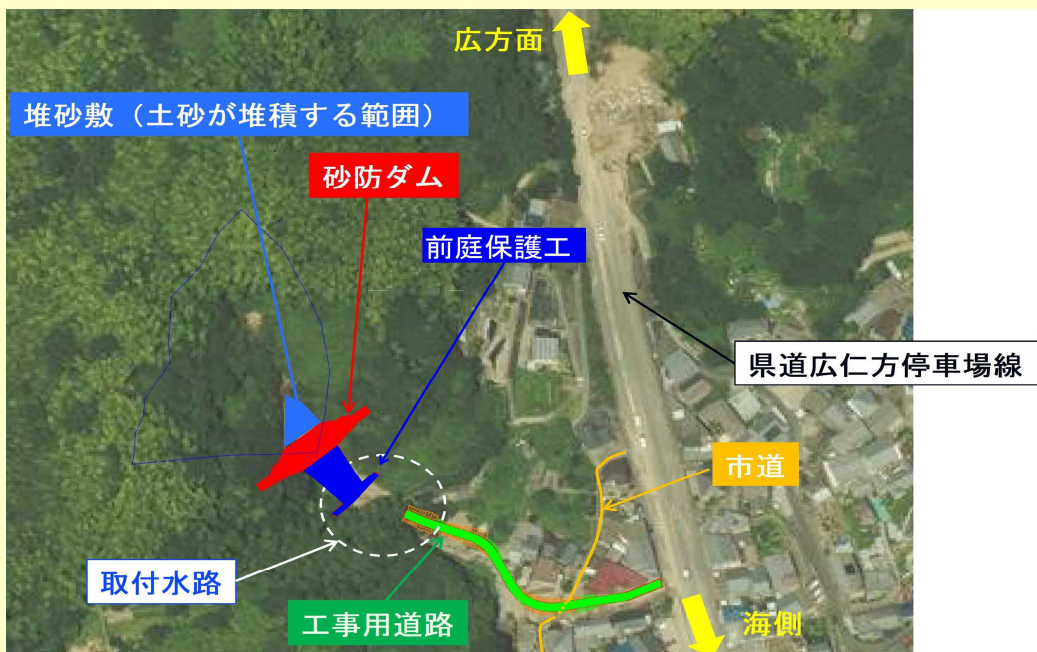 広方面
堆砂敷（土砂が堆積する範囲）
砂防ダム
前庭保護工
県道広仁方停車場線
市道
取付水路
工事用道路
海側